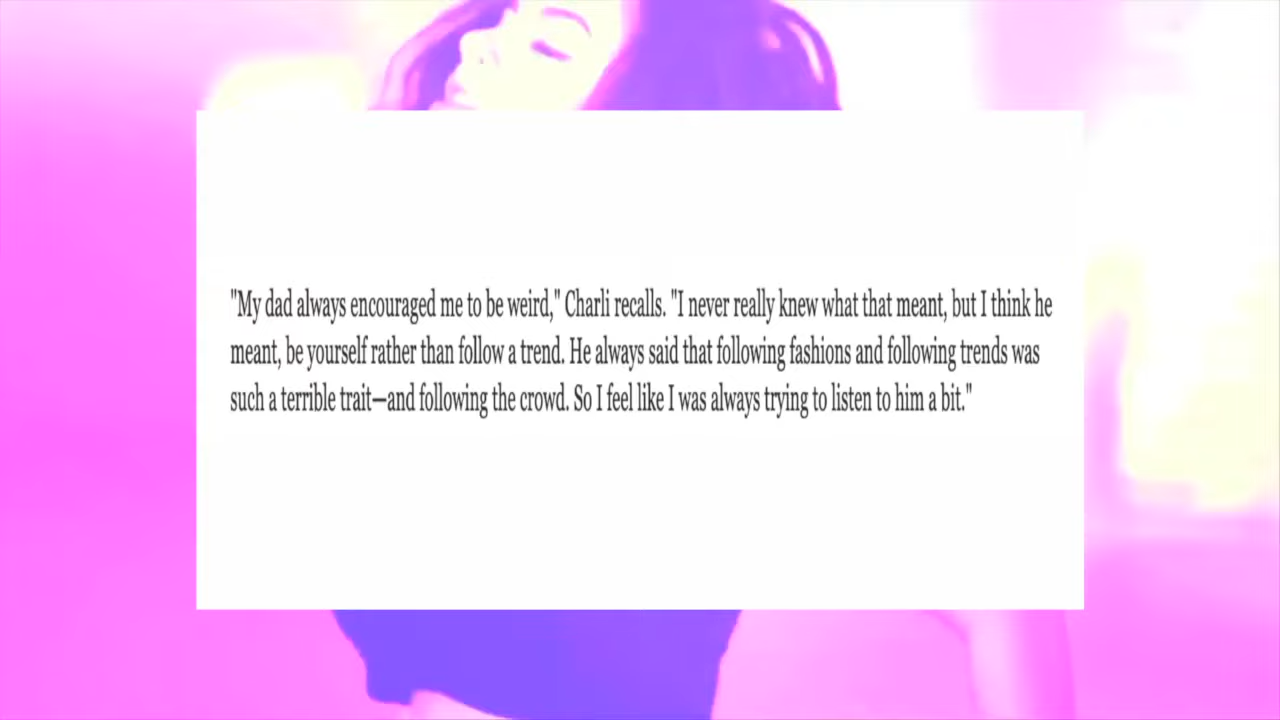 "My dad always encouraged me to be weird," Charli recalls. "I never really knew what that meant, but I think he
meant, be yourself rather than follow a trend. He always said that following fashions and following trends was
such a terrible trait—and following the crowd. So I feel like I was always trying to listen to him a bit."